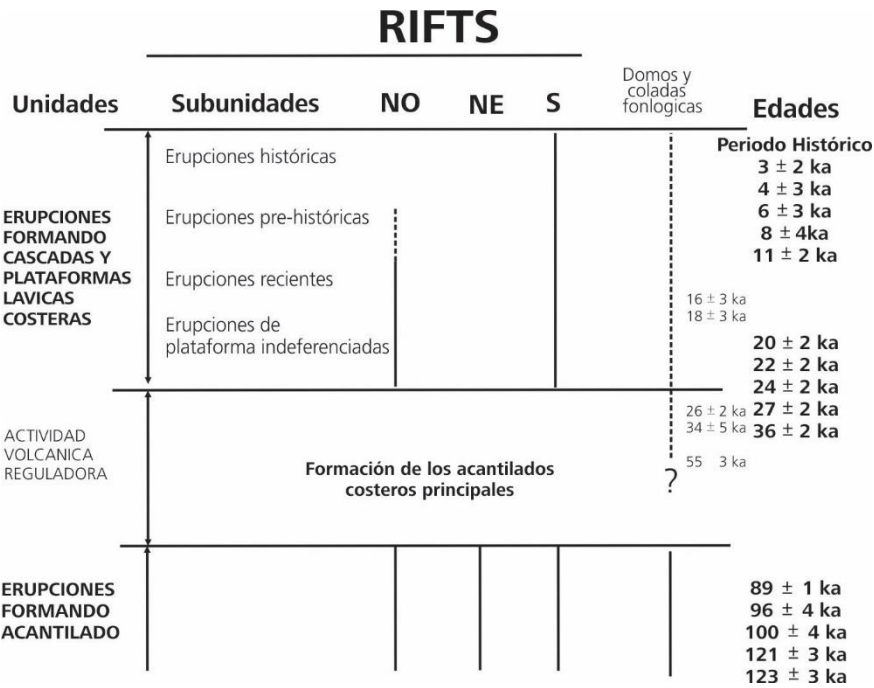 RIFTS
Unidades Subunidades NO NE S Domos y
coladas
fonlogicas Edades
Periodo Histórico
3 ± 2 ka
4 ± 3 ka
6 ± 3 ka
8 ± 4ka
11 ± 2 ka
Erupciones históricas
Erupciones pre-históricas
Erupciones recientes
Erupciones de
plataforma indeferenciadas
ERUPCIONES
FORMANDO
CASCADAS Y
PLATAFORMAS
LAVICAS
COSTERAS
16 ± 3 ka
18 ± 3 ka
20 ± 2 ka
22 ± 2 ka
24 ± 2 ka
26 ± 2 ka 27 ± 2 ka
34 ± 5 ka 36 ± 2 ka
55 3 ka
?
ACTIVIDAD
VOLCANICA
REGULADORA
Formación de los acantilados
costeros principales
ERUPCIONES
FORMANDO
ACANTILADO
89 ± 1 ka
96 ± 4 ka
100 ± 4 ka
121 ± 3 ka
123 ± 3 ka